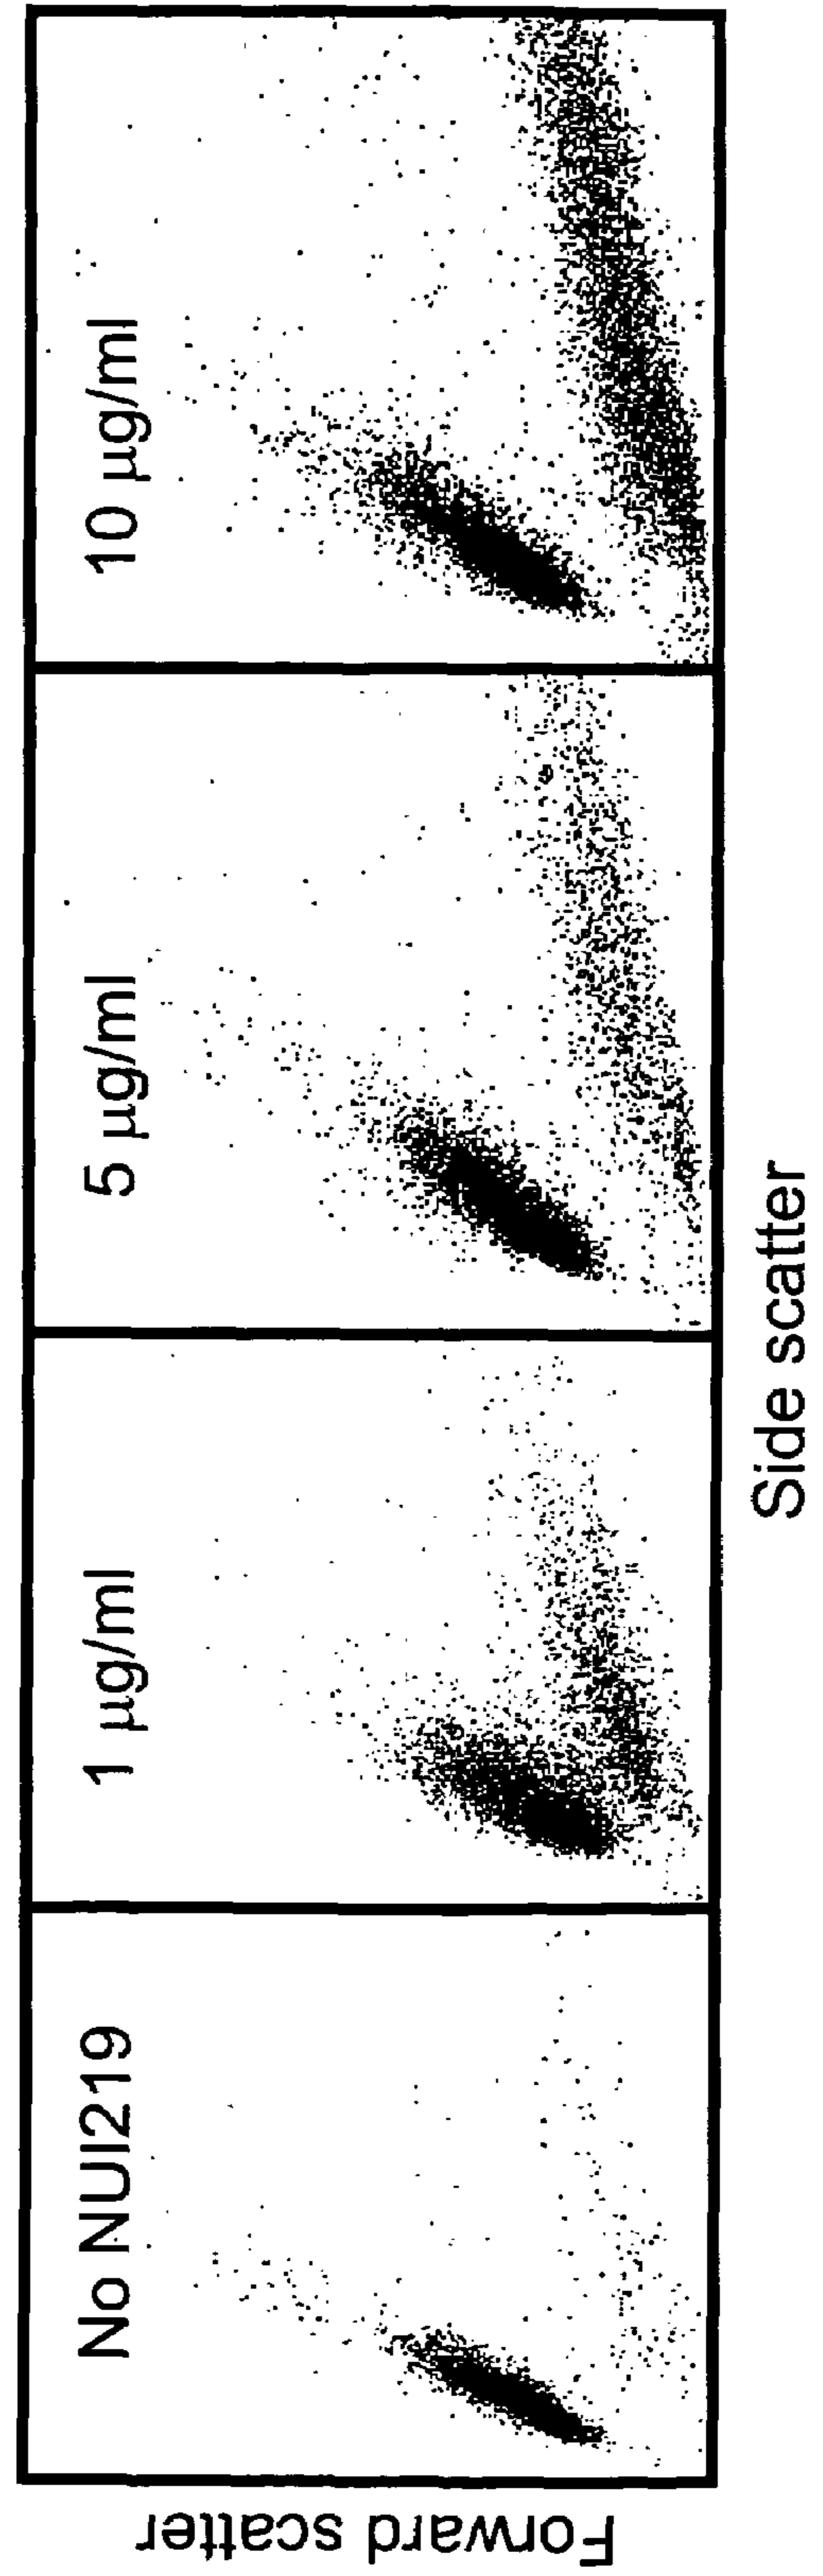 Forward scatter
No NUI219
1 µg/ml
5 µg/ml
10 µg/ml
Side scatter